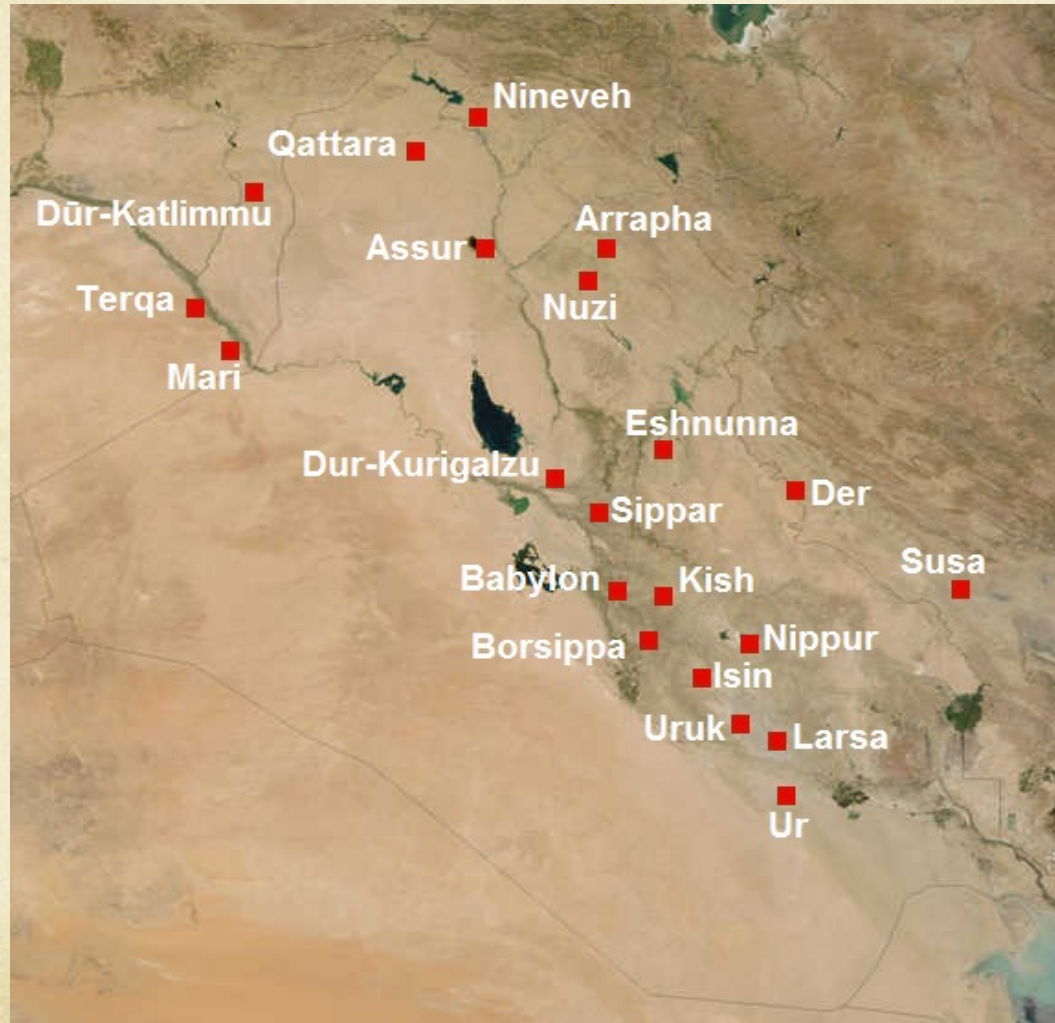 Nineveh
Qattara
Dūr-Katlimmu
Arrapha
Assur
Terqa
Nuzi
Mari
Eshnunna
Dur-Kurigalzu
Der
Sippar
Susa
Babylon
Kish
Nippur
Borsippa
Isin
Uruk
Larsa
Ur